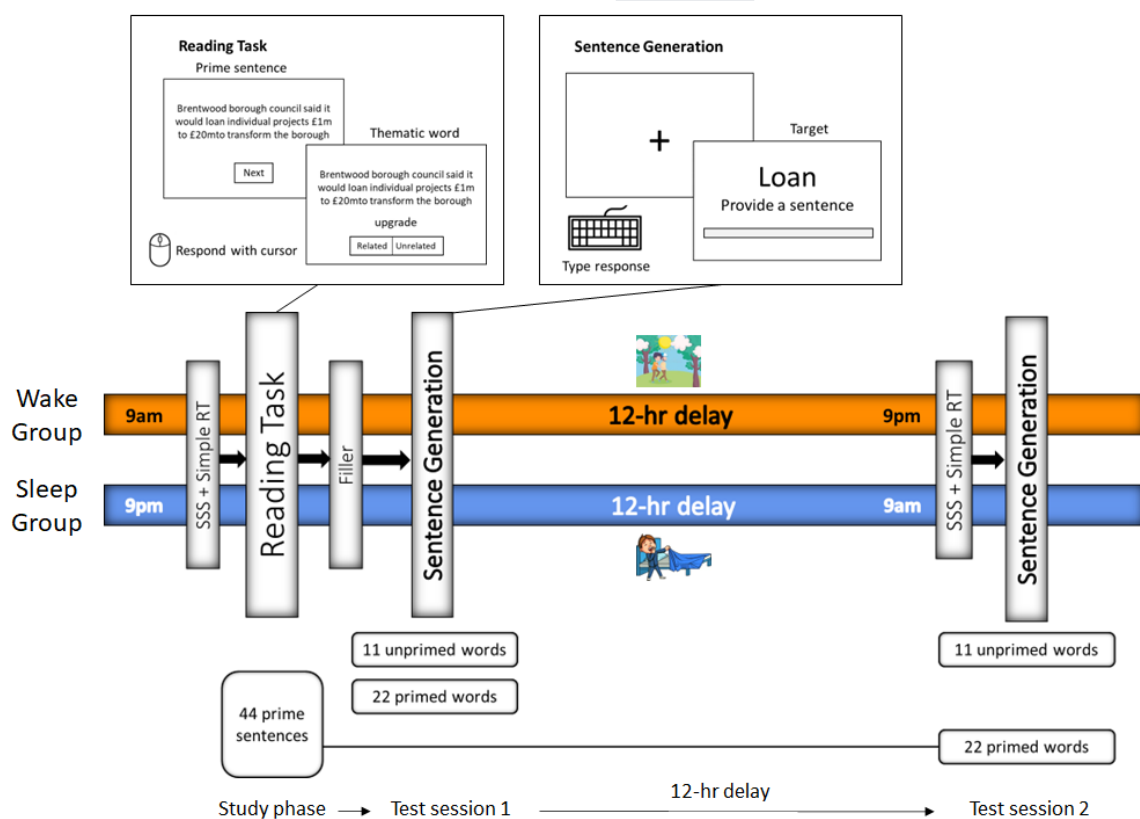 Reading Task
Prime sentence
Brentwood borough council said it
would loan individual projects £1m
to £20mto transform the borough
Next
Thematic word
Brentwood borough council said it
would loan individual projects £1m
to £20mto transform the borough
upgrade
Related Unrelated
Respond with cursor
Sentence Generation
+
Target
Loan
Provide a sentence
Type response
Wake
Group
9am
12-hr delay
9pm
Sleep
Group
9pm
12-hr delay
9am
SSS + Simple RT
Reading Task
Filler
Sentence Generation
SSS + Simple RT
Sentence Generation
11 unprimed words
22 primed words
44 prime
sentences
11 unprimed words
22 primed words
Study phase
Test session 1
12-hr delay
Test session 2